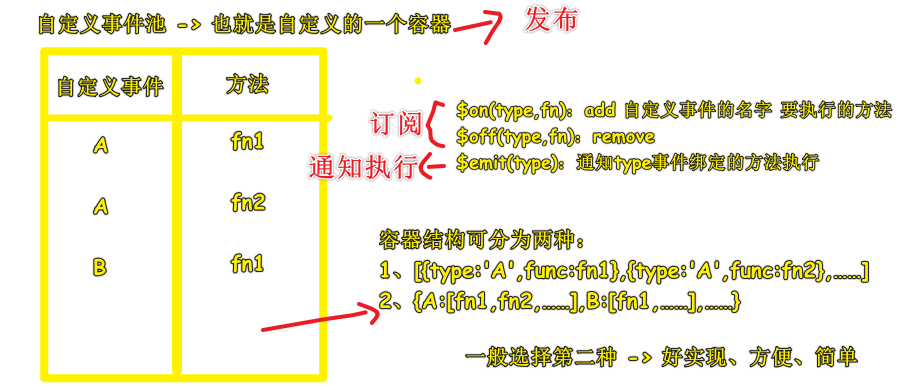 自定义事件池 -> 也就是自定义的一个容器 发布
自定义事件 方法
A fn1
A fn2
B fn1
订阅
$on(type,fn): add 自定义事件的名字 要执行的方法
$off(type,fn): remove
通知执行 $emit(type): 通知type事件绑定的方法执行
容器结构可分为两种:
1、[{type:'A',func:fn1},{type:'A',func:fn2},......]
2、{A:[fn1,fn2,......],B:[fn1,......],......}
一般选择第二种 -> 好实现、方便、简单